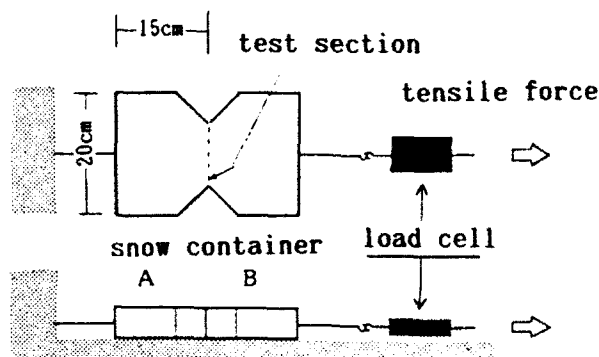 15cm
test section
tensile force
20cm
snow container
load cell
A
B